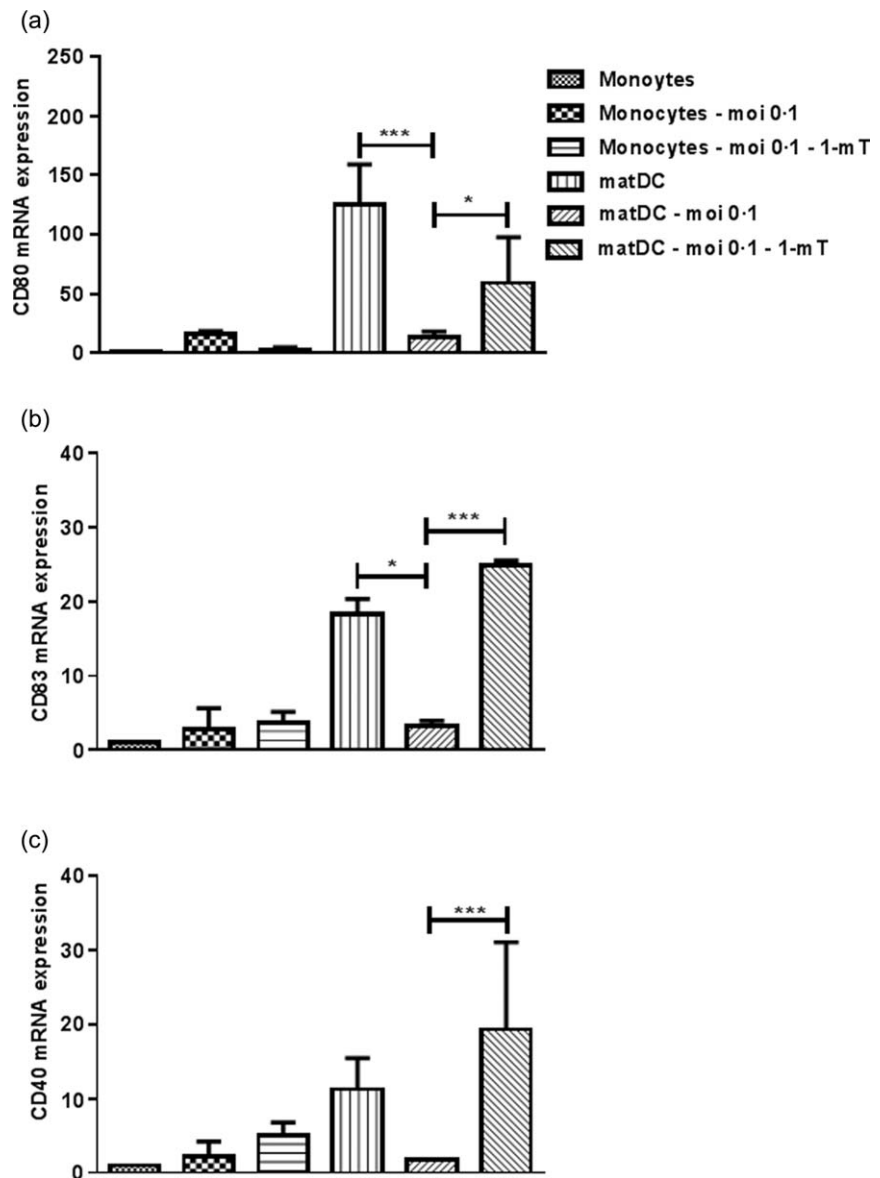 (a)
CD80 mRNA expression
250
200
150
100
50
0
***
*
Monoytes
Monocytes - moi 0·1
Monocytes - moi 0·1 - 1-mT
matDC
matDC - moi 0·1
matDC - moi 0·1 - 1-mT
(b)
CD83 mRNA expression
40
30
20
10
0
*
***
(c)
CD40 mRNA expression
40
30
20
10
0
***